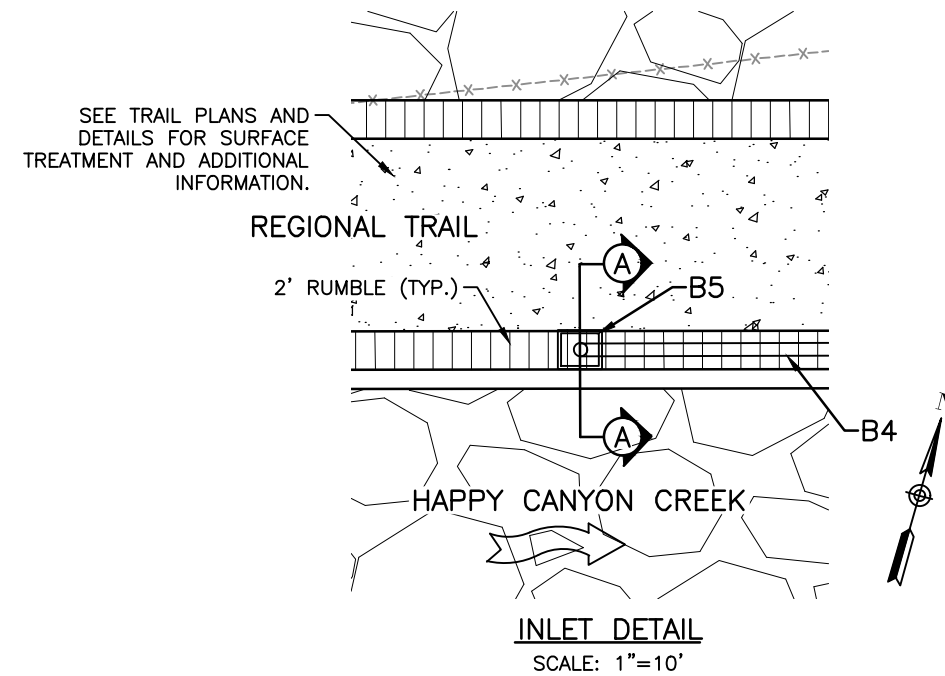 SEE TRAIL PLANS AND
DETAILS FOR SURFACE
TREATMENT AND ADDITIONAL
INFORMATION.
REGIONAL TRAIL
A
2' RUMBLE (TYP.)
B5
B4
A
N
HAPPY CANYON CREEK
INLET DETAIL
SCALE: 1"=10'